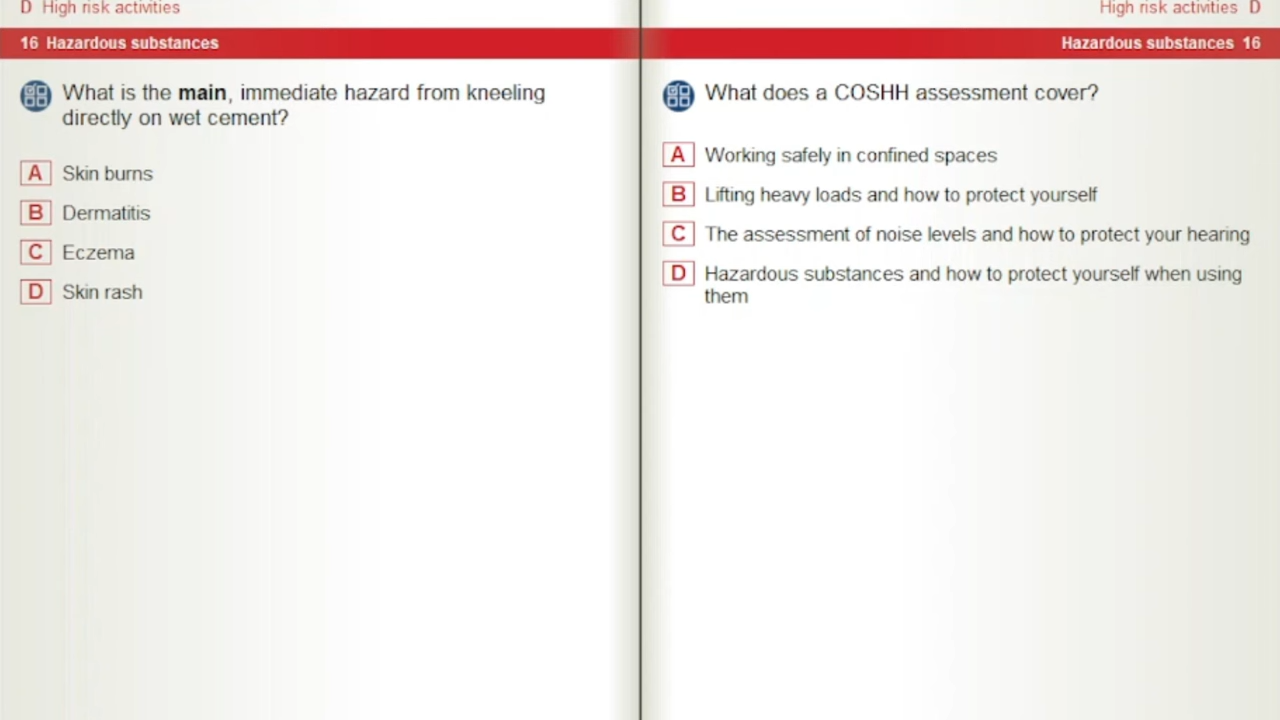 D High risk activities
16 Hazardous substances
What is the main, immediate hazard from kneeling
directly on wet cement?
A Skin burns
B Dermatitis
C Eczema
D Skin rash
High risk activities D
Hazardous substances 16
What does a COSHH assessment cover?
A Working safely in confined spaces
B Lifting heavy loads and how to protect yourself
C The assessment of noise levels and how to protect your hearing
D Hazardous substances and how to protect yourself when using
them